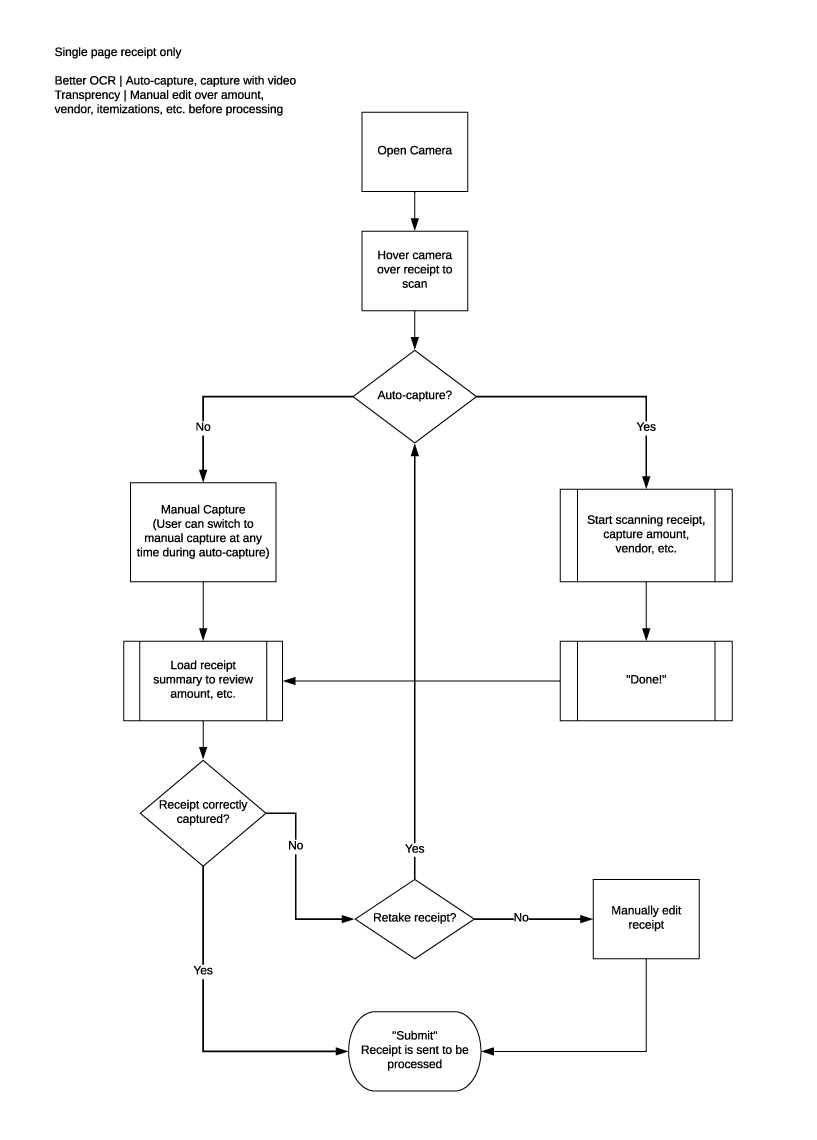 Single page receipt only
Better OCR | Auto-capture, capture with video
Transprency | Manual edit over amount,
vendor, itemizations, etc. before processing
Open Camera
Hover camera
over receipt to
scan
Auto-capture?
No
Yes
Manual Capture
(User can switch to
manual capture at any
time during auto-capture)
Start scanning receipt,
capture amount,
vendor, etc.
Load receipt
summary to review
amount, etc.
"Done!"
Receipt correctly
captured?
No
Yes
Retake receipt?
No
Manually edit
receipt
Yes
"Submit"
Receipt is sent to be
processed